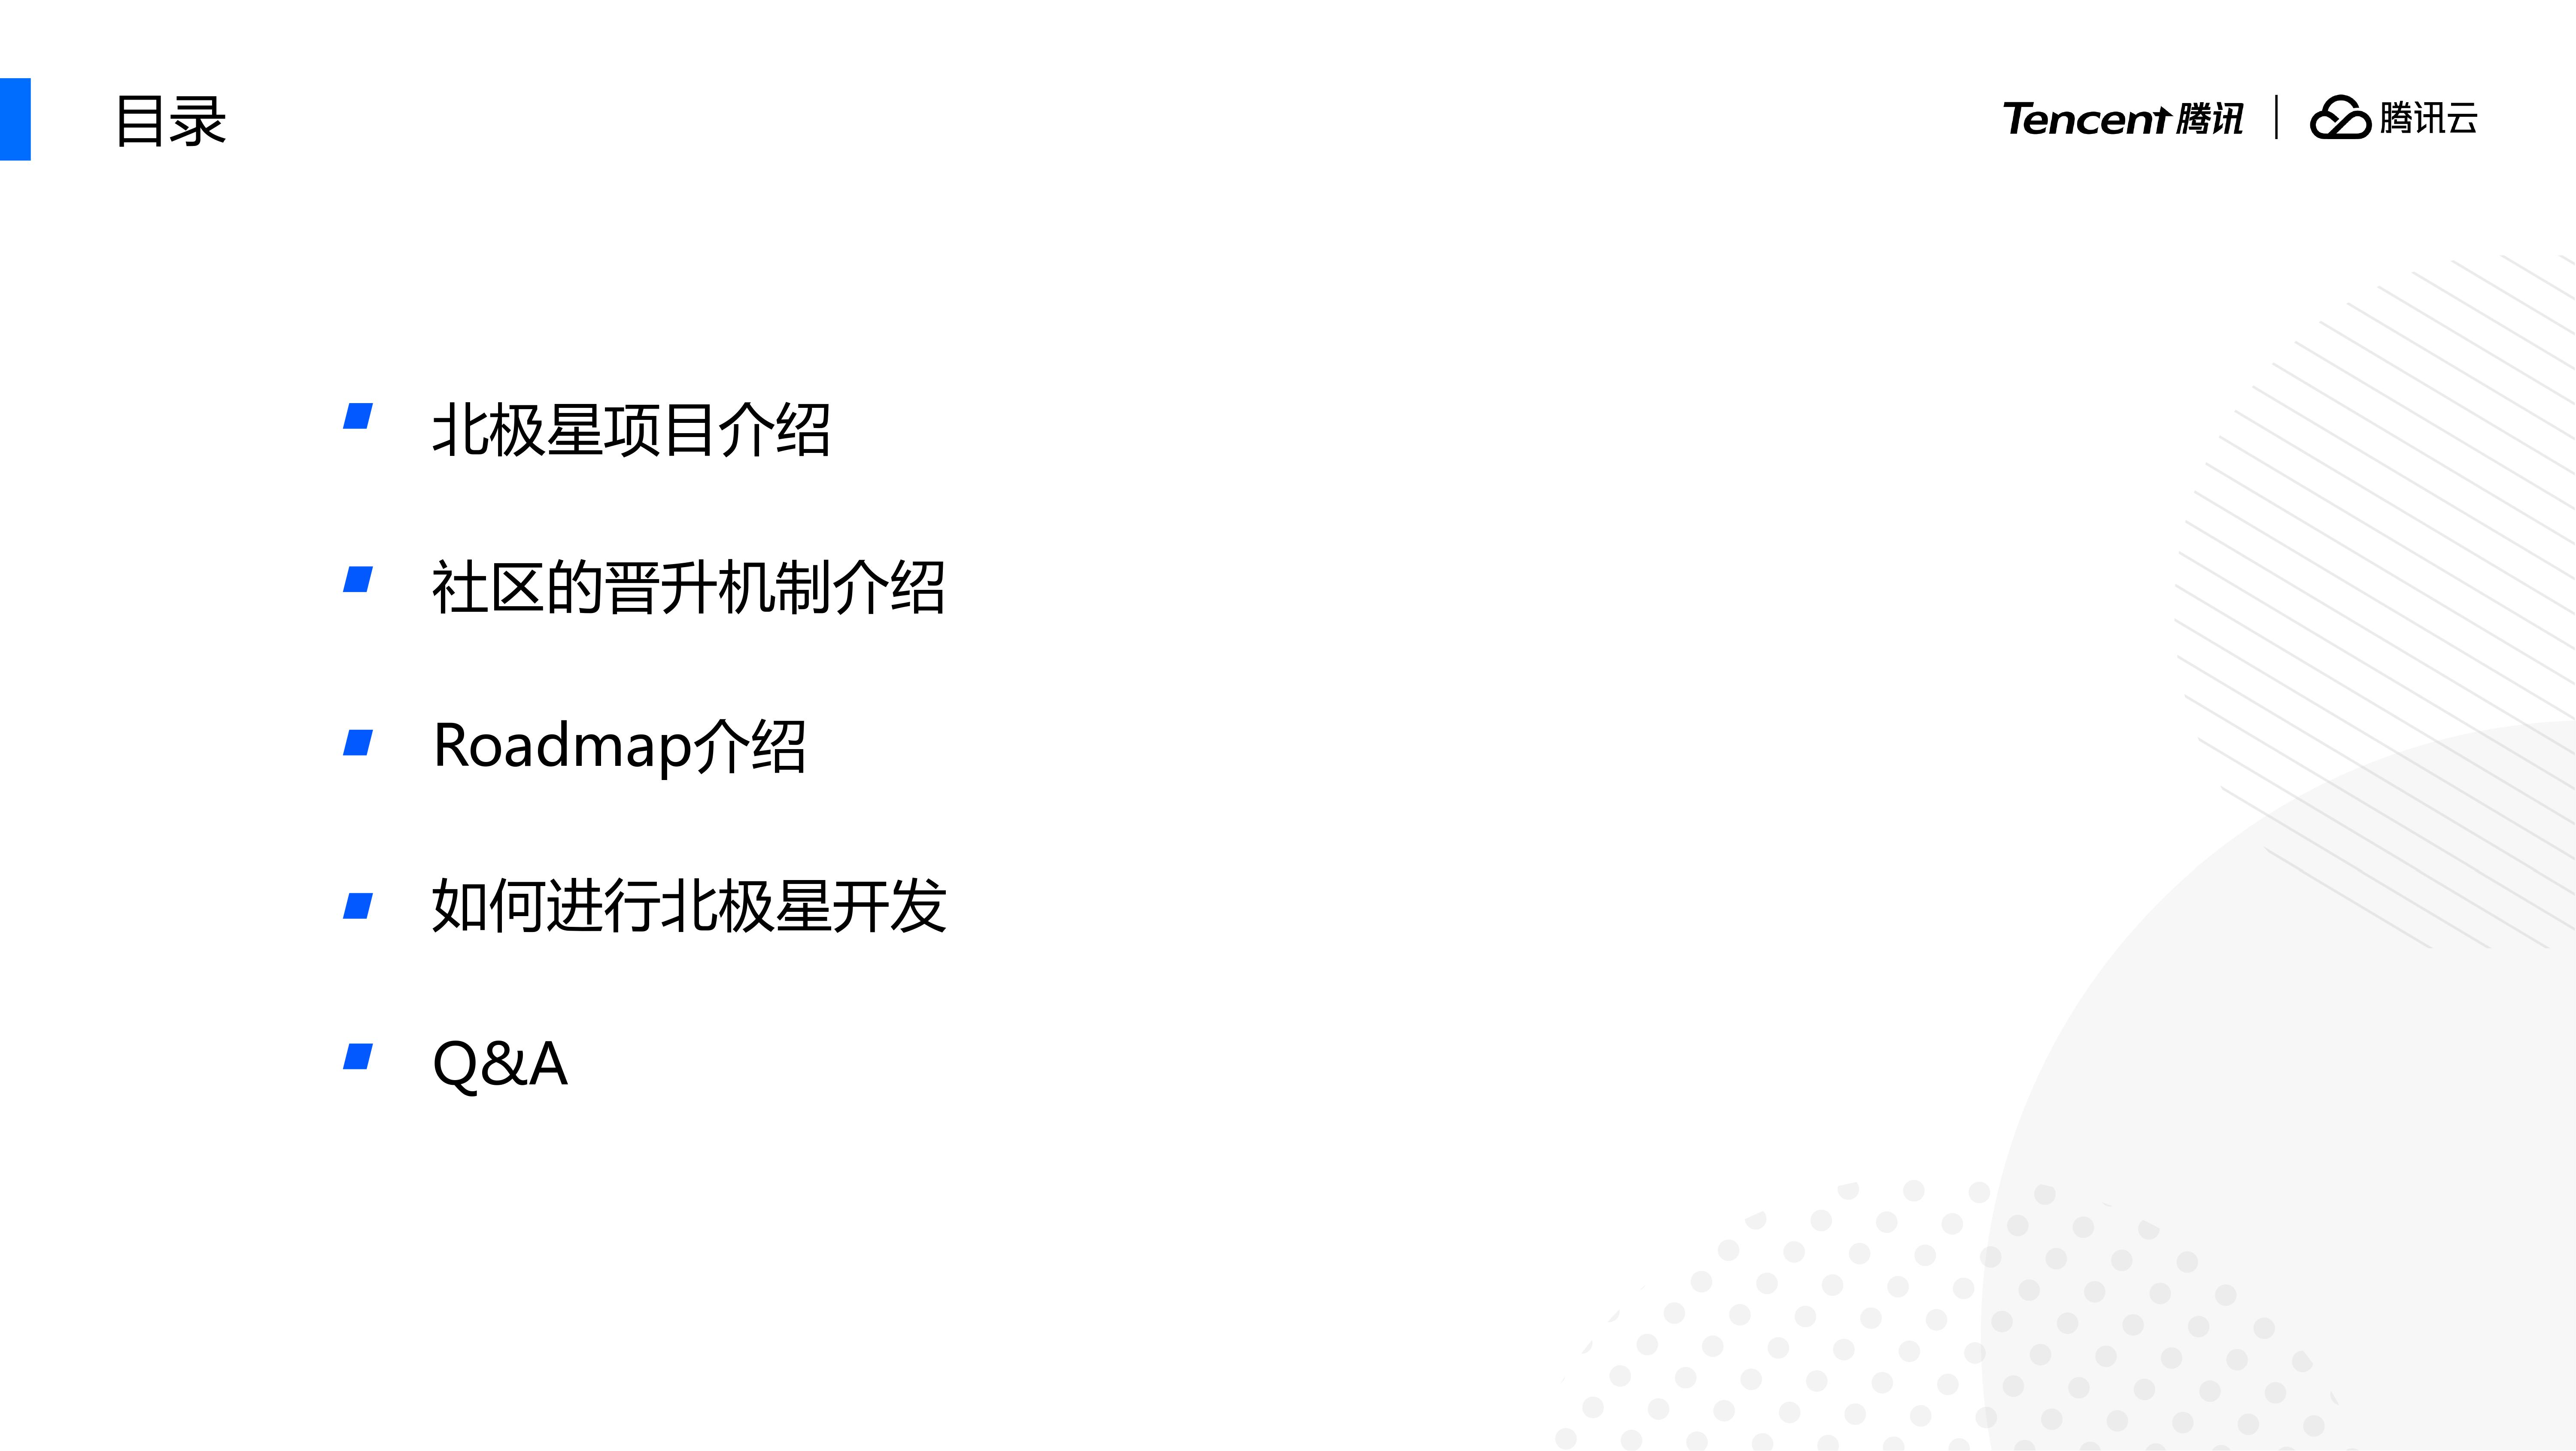 目录
Tencent腾讯
腾讯云
北极星项目介绍
社区的晋升机制介绍
Roadmap介绍
如何进行北极星开发
Q&A